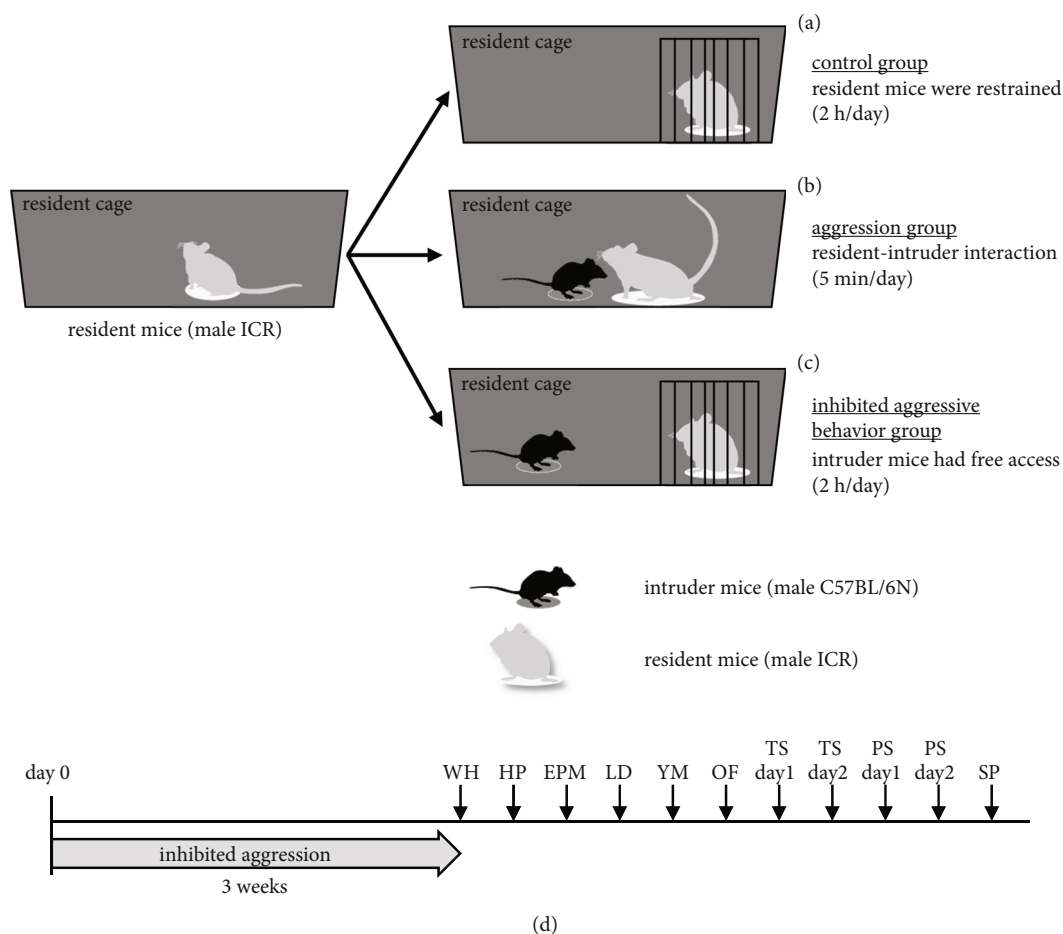 resident cage
(a)
control group
resident mice were restrained
(2 h/day)
resident cage
resident mice (male ICR)
resident cage
(b)
aggression group
resident-intruder interaction
(5 min/day)
resident cage
(c)
inhibited aggressive
behavior group
intruder mice had free access
(2 h/day)
intruder mice (male C57BL/6N)
resident mice (male ICR)
day 0
WH
HP
EPM
LD
YM
OF
TS
day1
TS
day2
PS
day1
PS
day2
SP
inhibited aggression
3 weeks
(d)